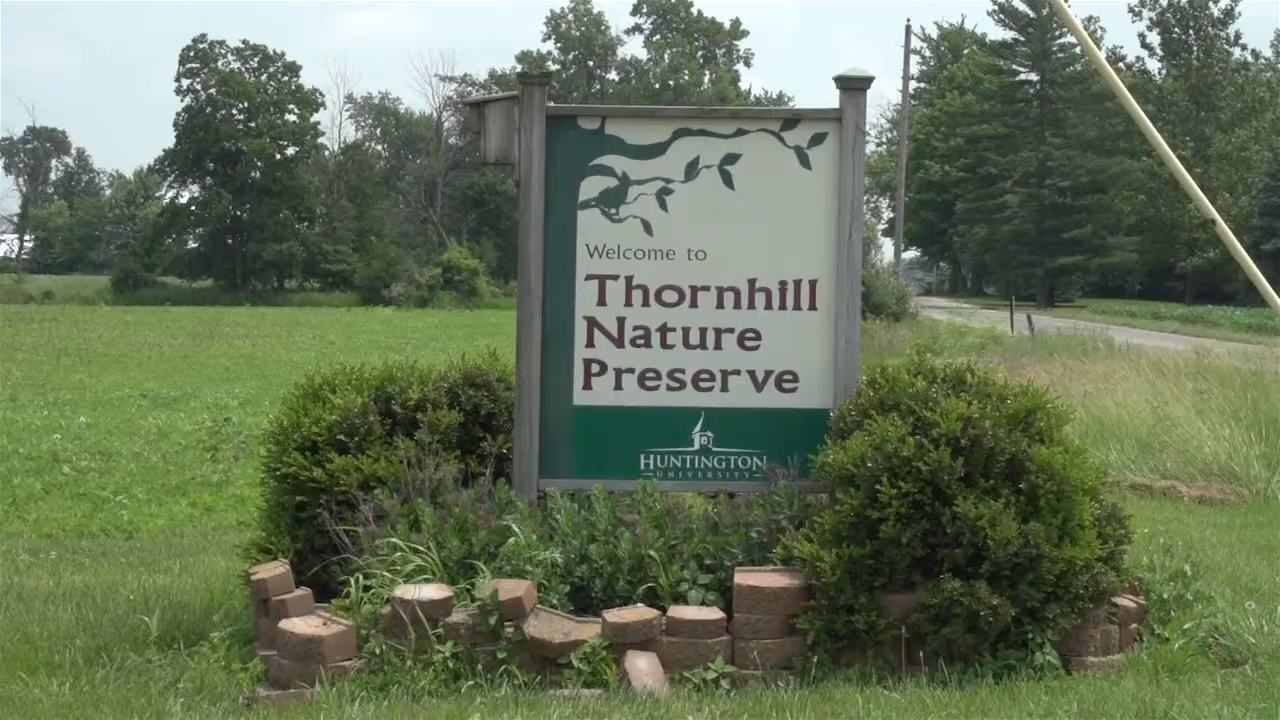 Welcome to
Thornhill
Nature
Preserve
HUNTINGTON
UNIVERSITY